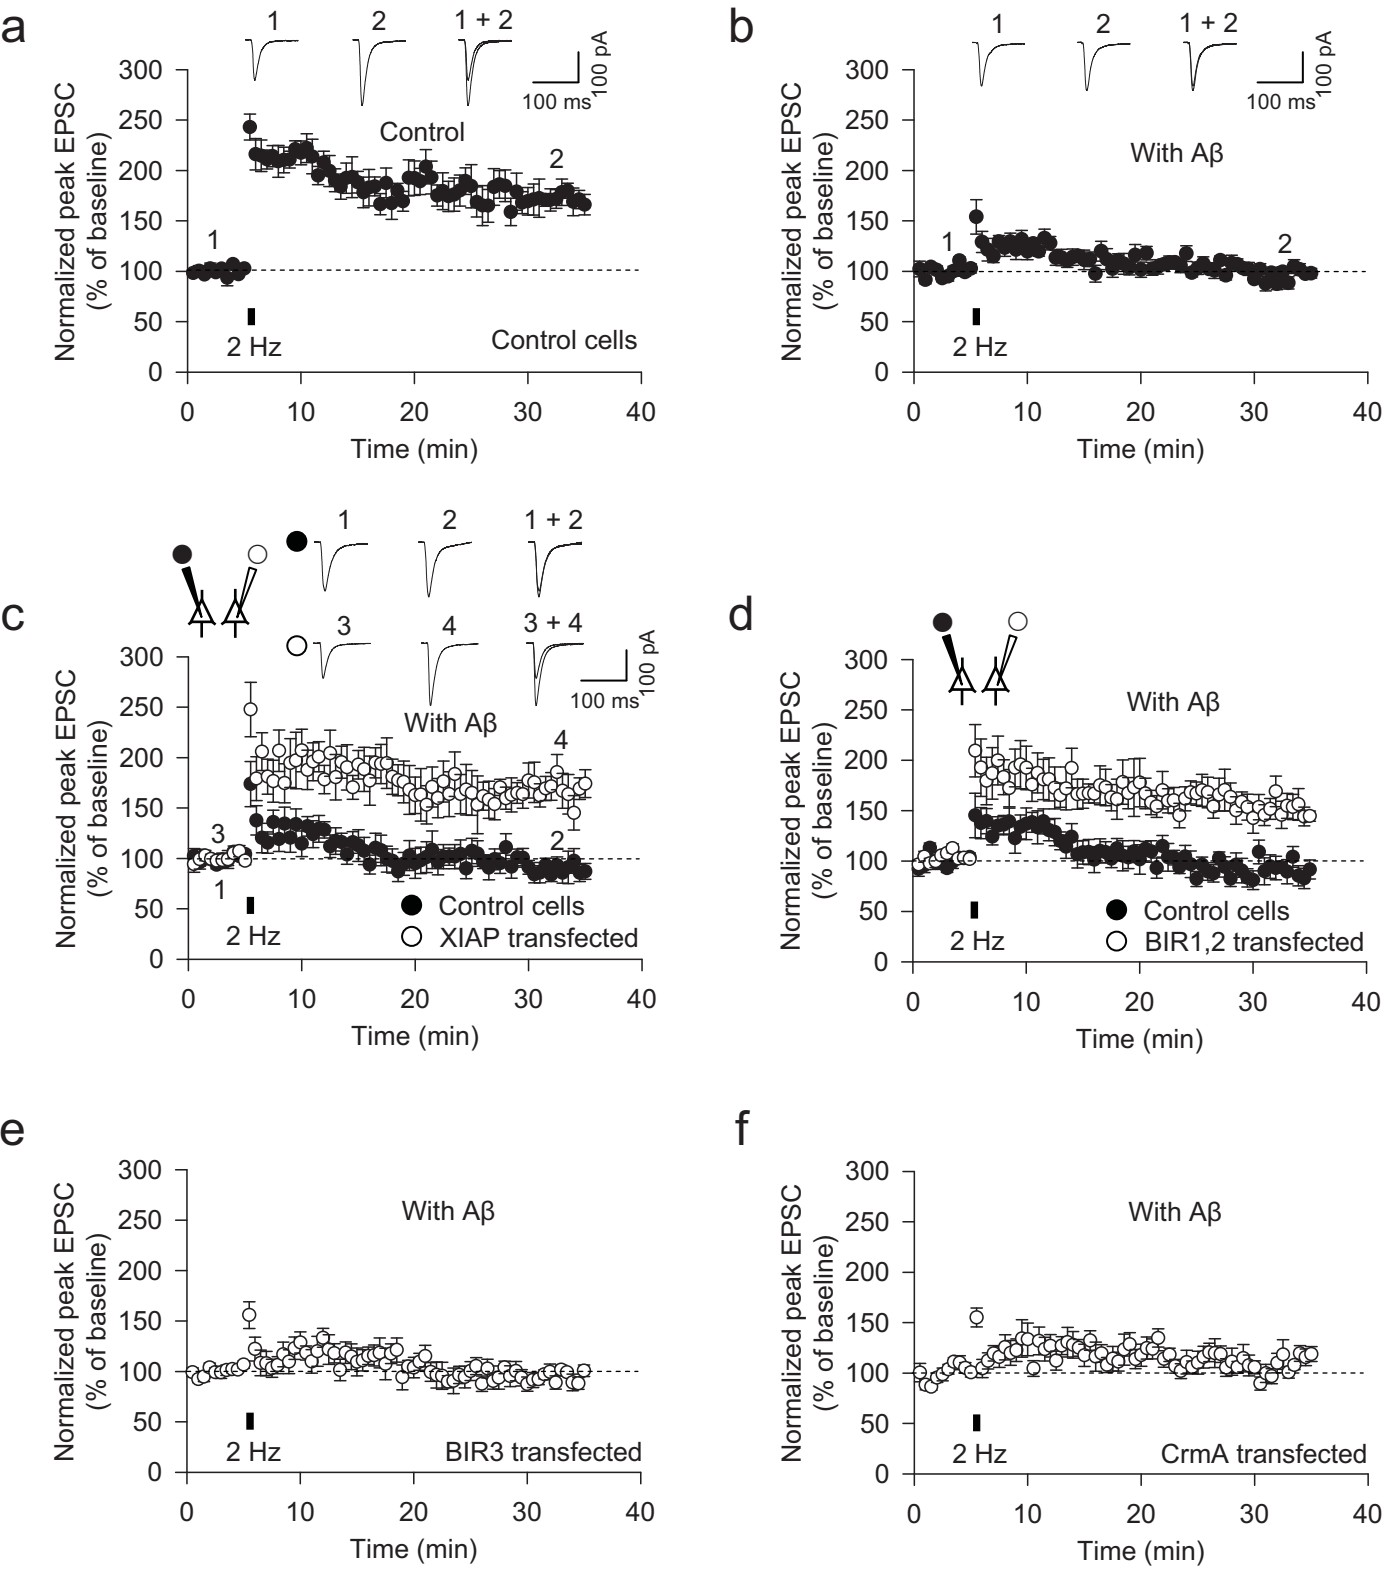 a
1 2 1 + 2
100 ms
100 pA
Normalized peak EPSC
(% of baseline)
300
250
200
150
100
50
0
Control
1
2
2 Hz
Control cells
0 10 20 30 40
Time (min)
b
1 2 1 + 2
100 ms
100 pA
Normalized peak EPSC
(% of baseline)
300
250
200
150
100
50
0
With Aβ
1
2
2 Hz
0 10 20 30 40
Time (min)
c
1 2 1 + 2
3 4 3 + 4
100 ms
100 pA
Normalized peak EPSC
(% of baseline)
300
250
200
150
100
50
0
With Aβ
4
3
2
1
2 Hz
Control cells
XIAP transfected
0 10 20 30 40
Time (min)
d
Normalized peak EPSC
(% of baseline)
300
250
200
150
100
50
0
With Aβ
2 Hz
Control cells
BIR1,2 transfected
0 10 20 30 40
Time (min)
e
Normalized peak EPSC
(% of baseline)
300
250
200
150
100
50
0
With Aβ
2 Hz
BIR3 transfected
0 10 20 30 40
Time (min)
f
Normalized peak EPSC
(% of baseline)
300
250
200
150
100
50
0
With Aβ
2 Hz
CrmA transfected
0 10 20 30 40
Time (min)